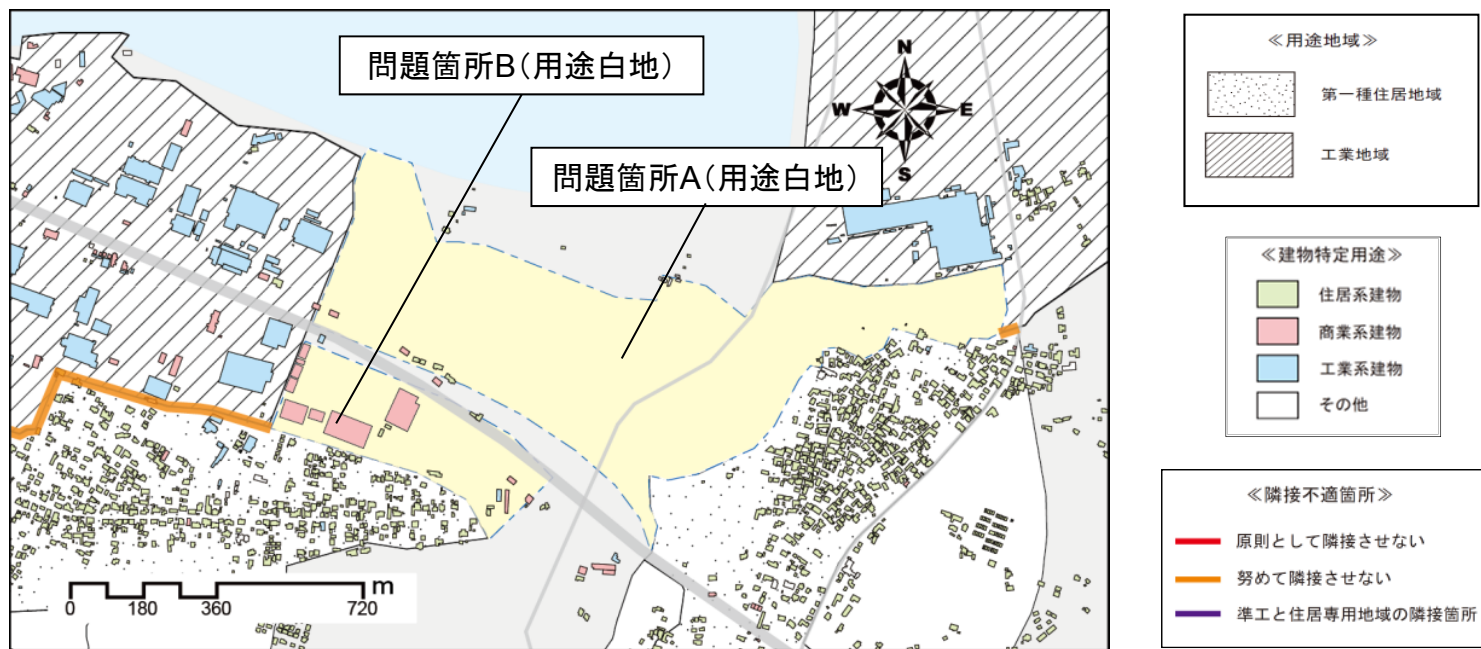 問題箇所B(用途白地)
問題箇所A(用途白地)
N
W
E
S
m
0 180 360 720
≪用途地域≫
第一種住居地域
工業地域
≪建物特定用途≫
住居系建物
商業系建物
工業系建物
その他
≪隣接不適箇所≫
原則として隣接させない
努めて隣接させない
準工と住居専用地域の隣接箇所